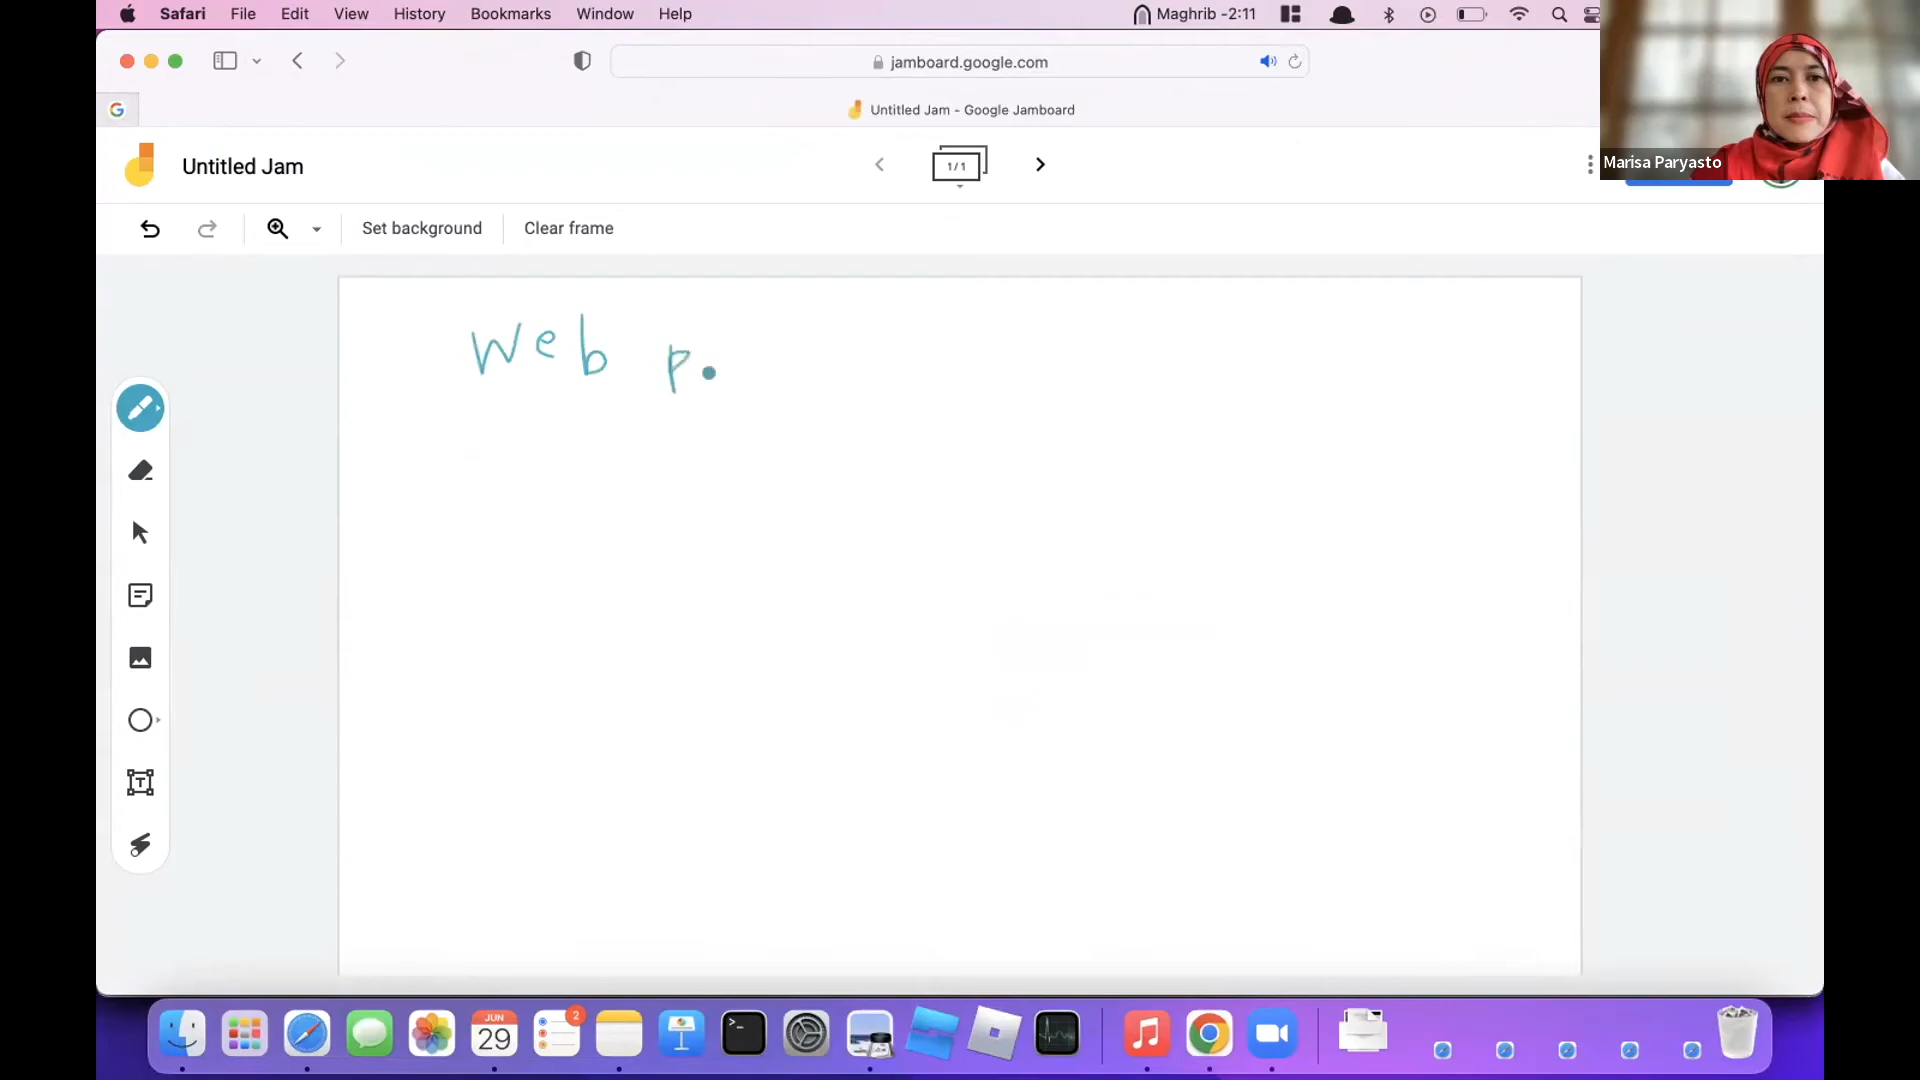 Safari File Edit View History Bookmarks Window Help Maghrib -2:11
jamboard.google.com
Untitled Jam - Google Jamboard
Untitled Jam 1/1
Marisa Paryasto
Set background Clear frame
Web p
JUN
29
2